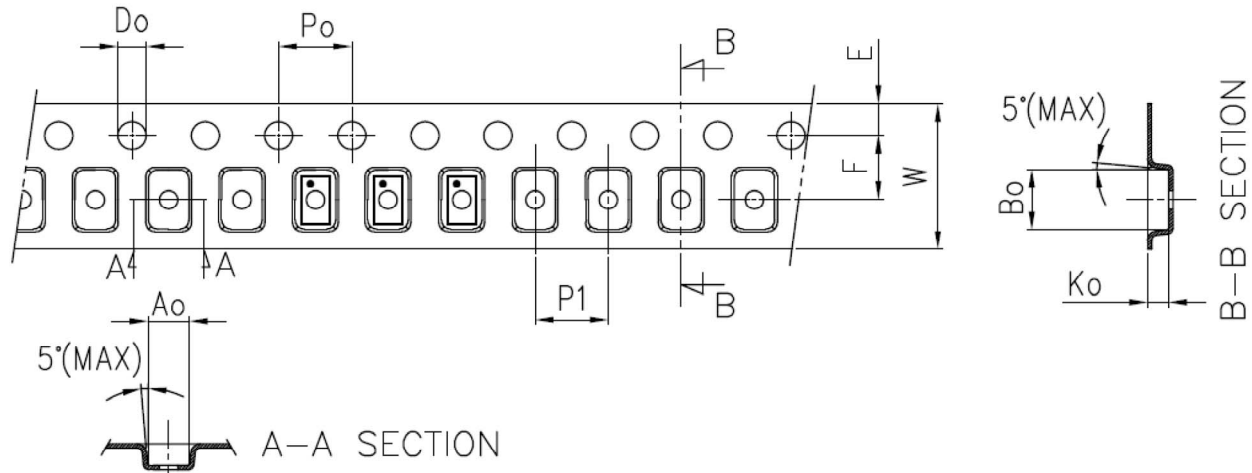 Do
Po
B
E
F
W
A
A
Ao
P1
B
5°(MAX)
A-A SECTION
5°(MAX)
Bo
Ko
B-B SECTION